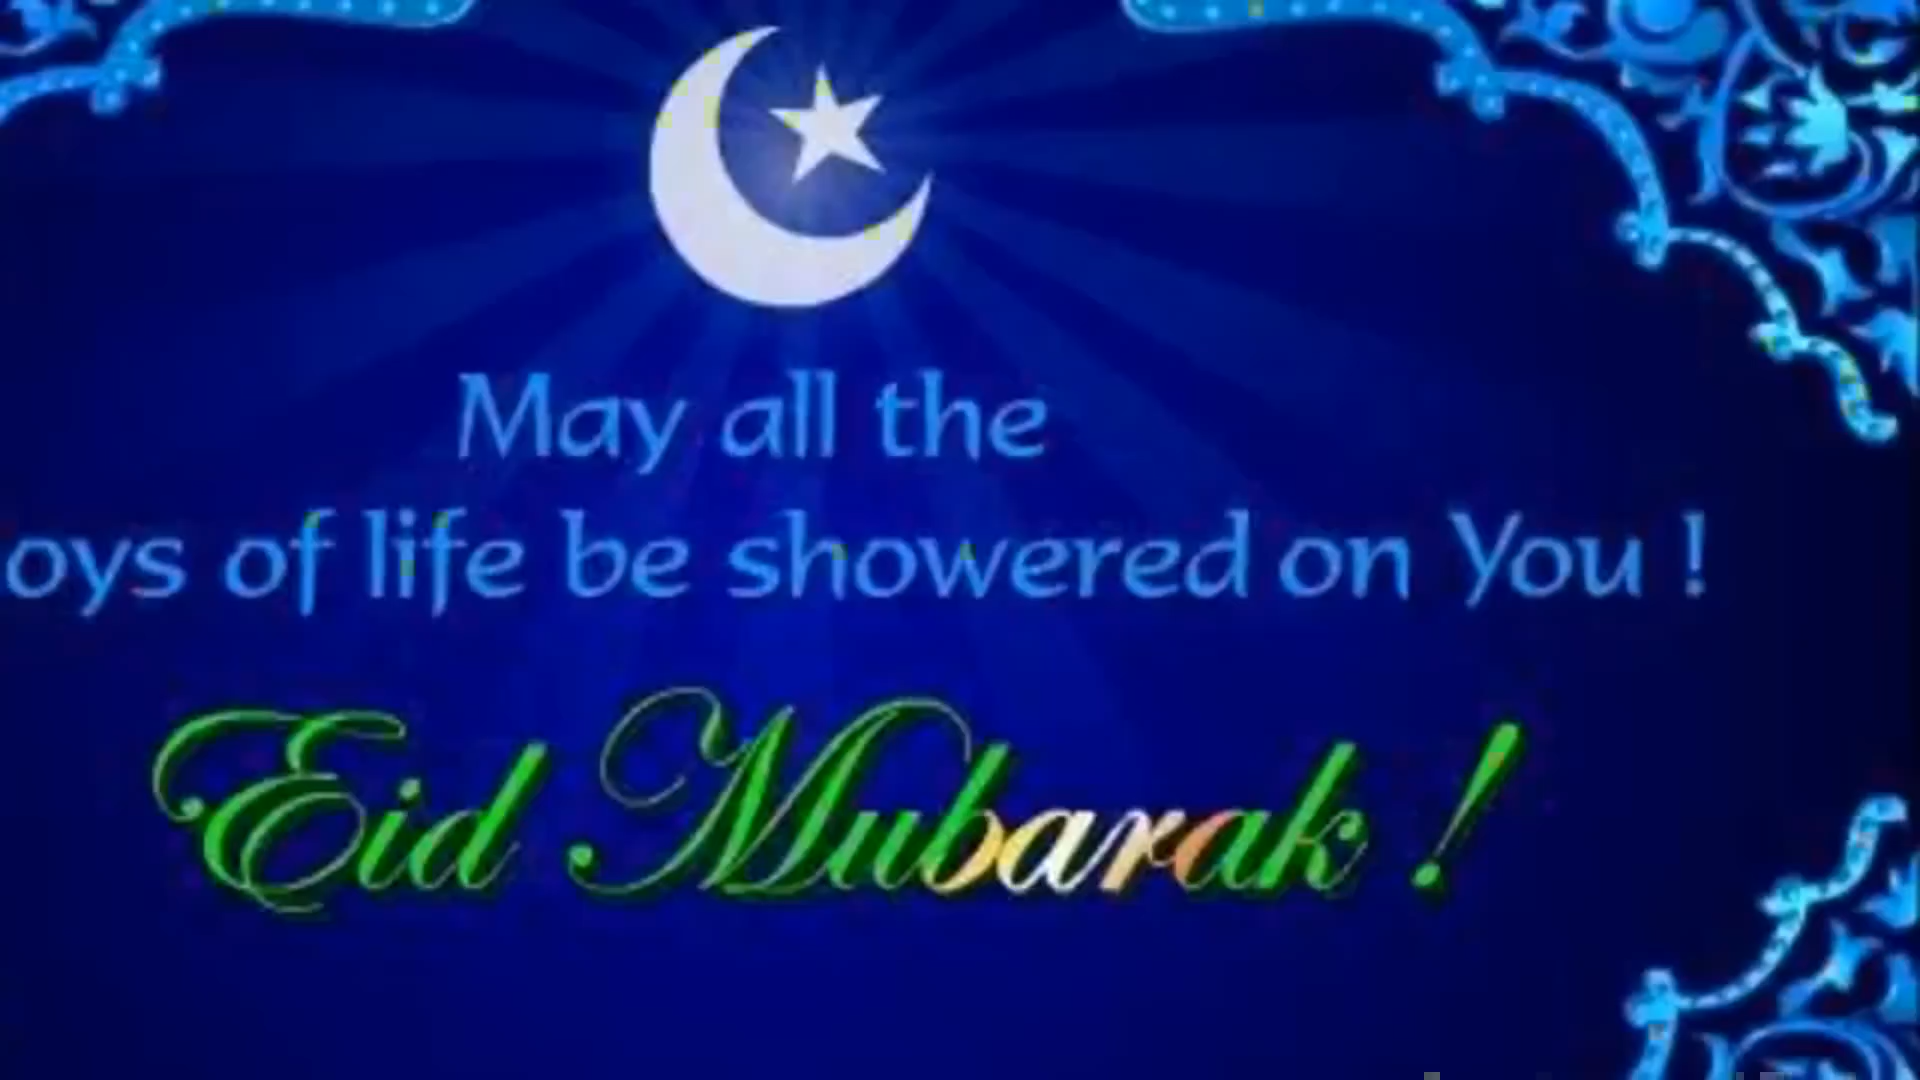 May all the
oys of life be showered on You !
Eid Mubarak !